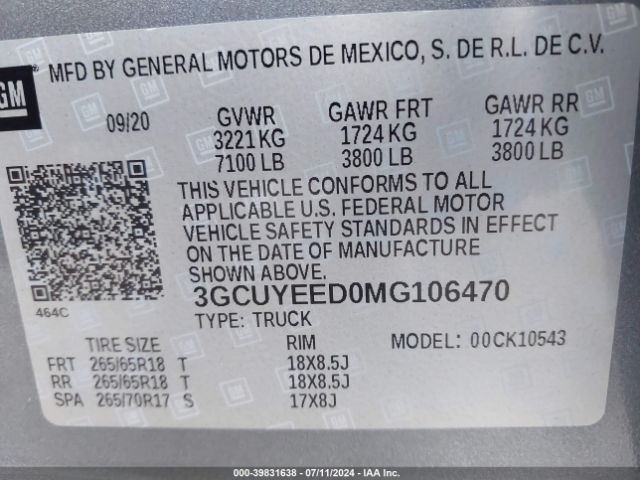 GM
MFD BY GENERAL MOTORS DE MEXICO, S. DE R.L. DE C.V.
09/20 GVWR GAWR FRT GAWR RR
3221 KG 1724 KG 1724 KG
7100 LB 3800 LB 3800 LB
THIS VEHICLE CONFORMS TO ALL
APPLICABLE U.S. FEDERAL MOTOR
VEHICLE SAFETY STANDARDS IN EFFECT
ON THE DATE OF MANUFACTURE
SHOWN ABOVE.
464C
3GCUYEED0MG106470
TYPE: TRUCK
TIRE SIZE RIM MODEL: 00CK10543
FRT 265/65R18 T 18X8.5J
RR 265/65R18 T 18X8.5J
SPA 265/70R17 S 17X8J
100-39831638 - 07/11/2024 - IAA Inc.